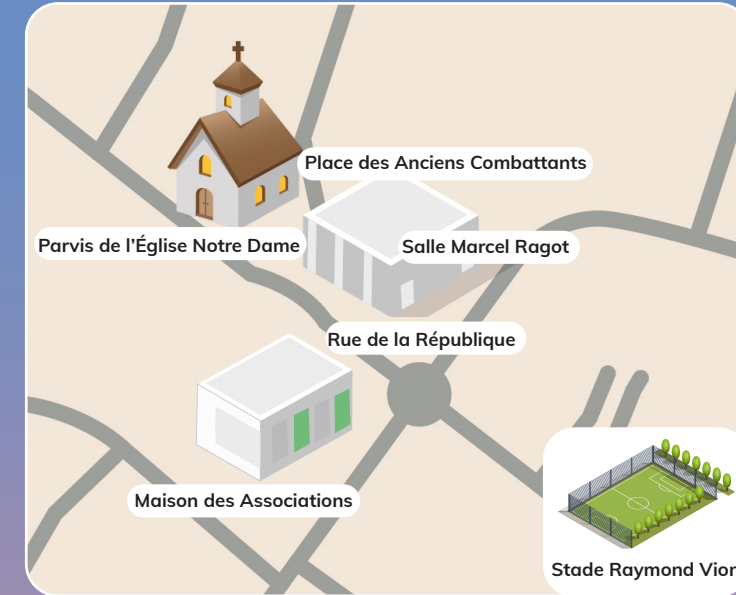 Place des Anciens Combattants
Parvis de l'Église Notre Dame
Salle Marcel Ragot
Rue de la République
Maison des Associations
Stade Raymond Vion